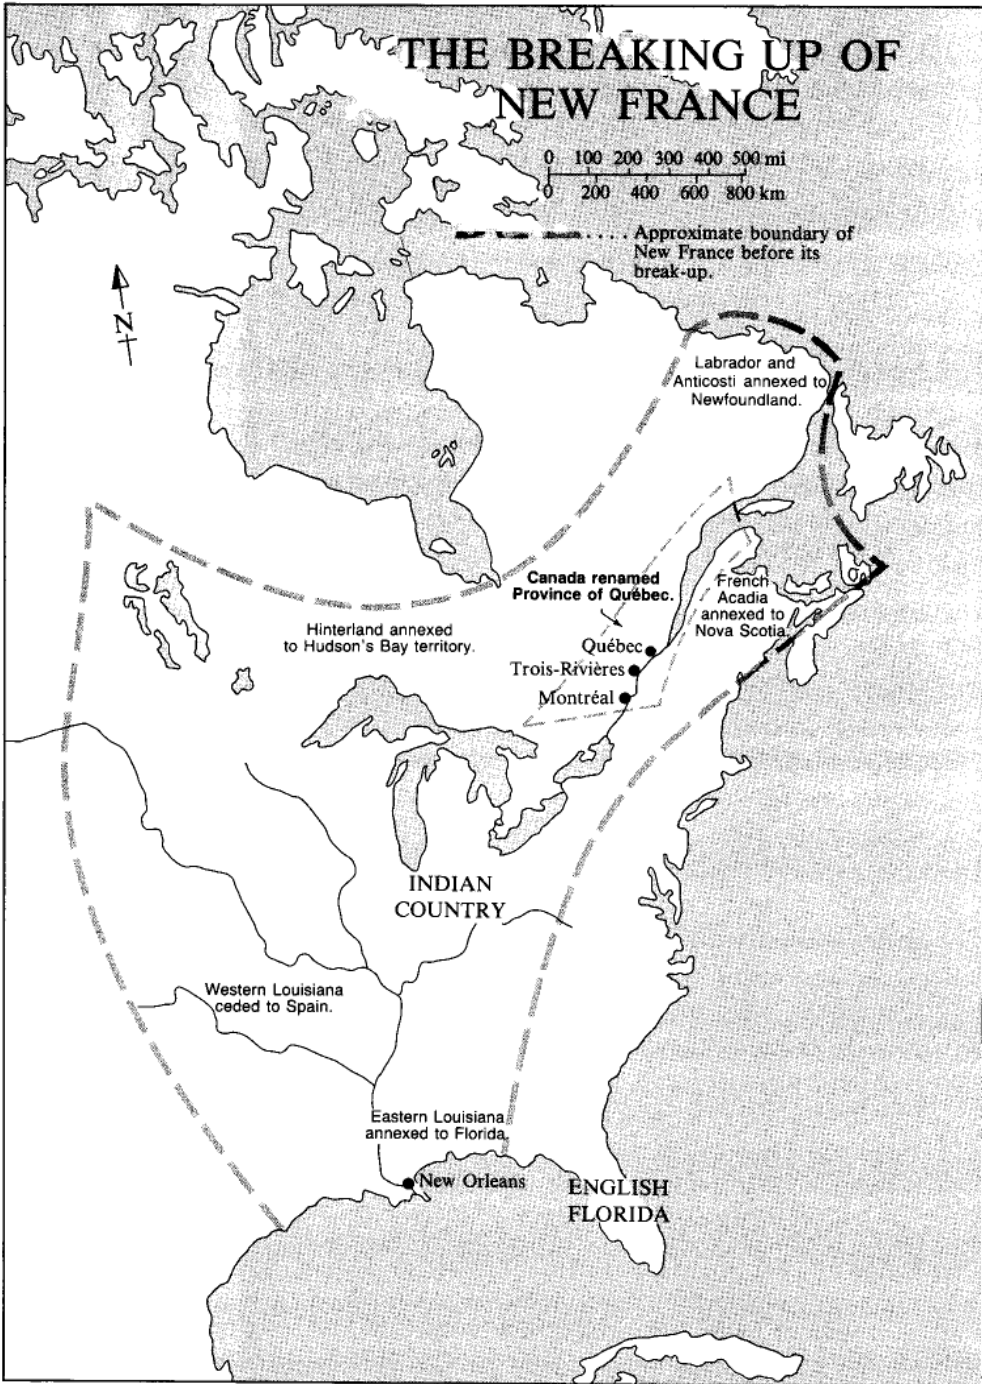 THE BREAKING UP OF
NEW FRANCE
0 100 200 300 400 500 mi
0 200 400 600 800 km
Approximate boundary of
New France before its
break-up.
N
Labrador and
Anticosti annexed to
Newfoundland.
Canada renamed
Province of Québec.
French
Acadia
annexed to
Nova Scotia.
Hinterland annexed
to Hudson's Bay territory.
Québec
Trois-Rivières
Montréal
INDIAN
COUNTRY
Western Louisiana
ceded to Spain.
Eastern Louisiana
annexed to Florida.
New Orleans
ENGLISH
FLORIDA